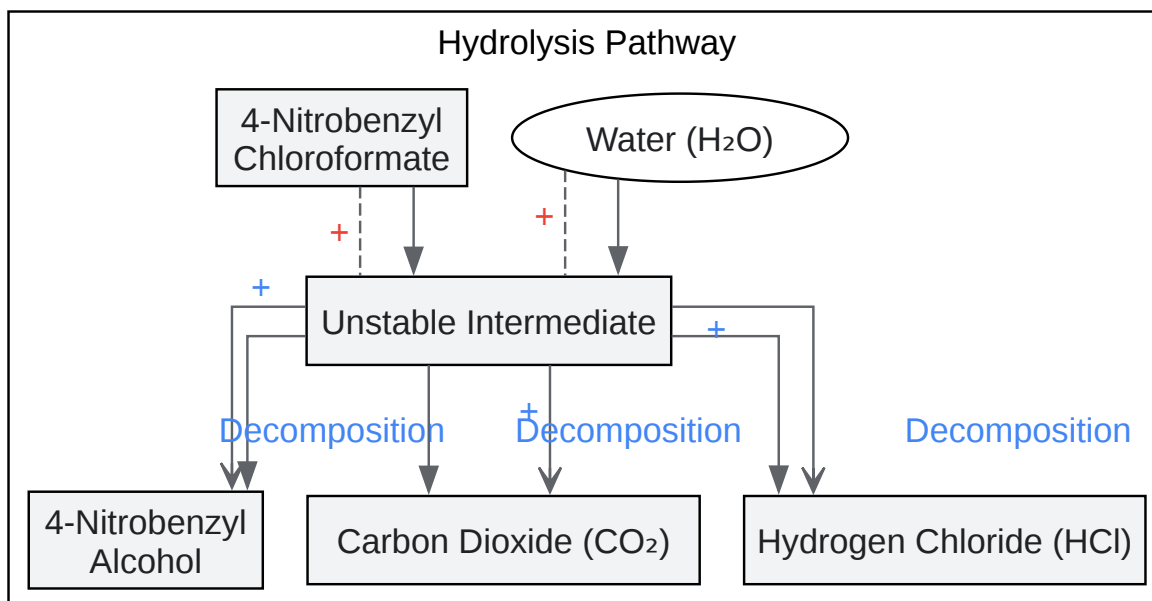 Hydrolysis Pathway
4-Nitrobenzyl
Chloroformate
Water (H₂O)
+
+
+
Unstable Intermediate
+
+
Decomposition
Decomposition
Decomposition
4-Nitrobenzyl
Alcohol
Carbon Dioxide (CO₂)
Hydrogen Chloride (HCl)